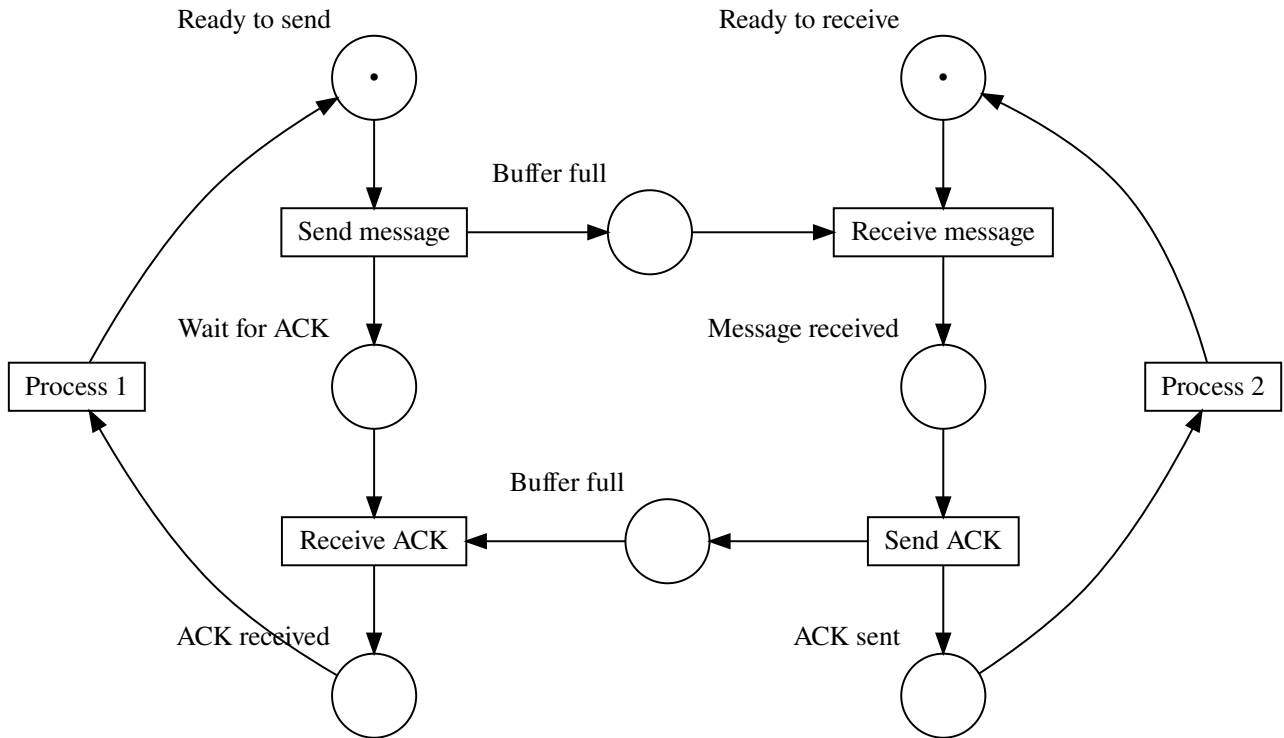 Ready to send
Ready to receive
Buffer full
Send message
Receive message
Wait for ACK
Message received
Process 1
Process 2
Buffer full
Receive ACK
Send ACK
ACK received
ACK sent